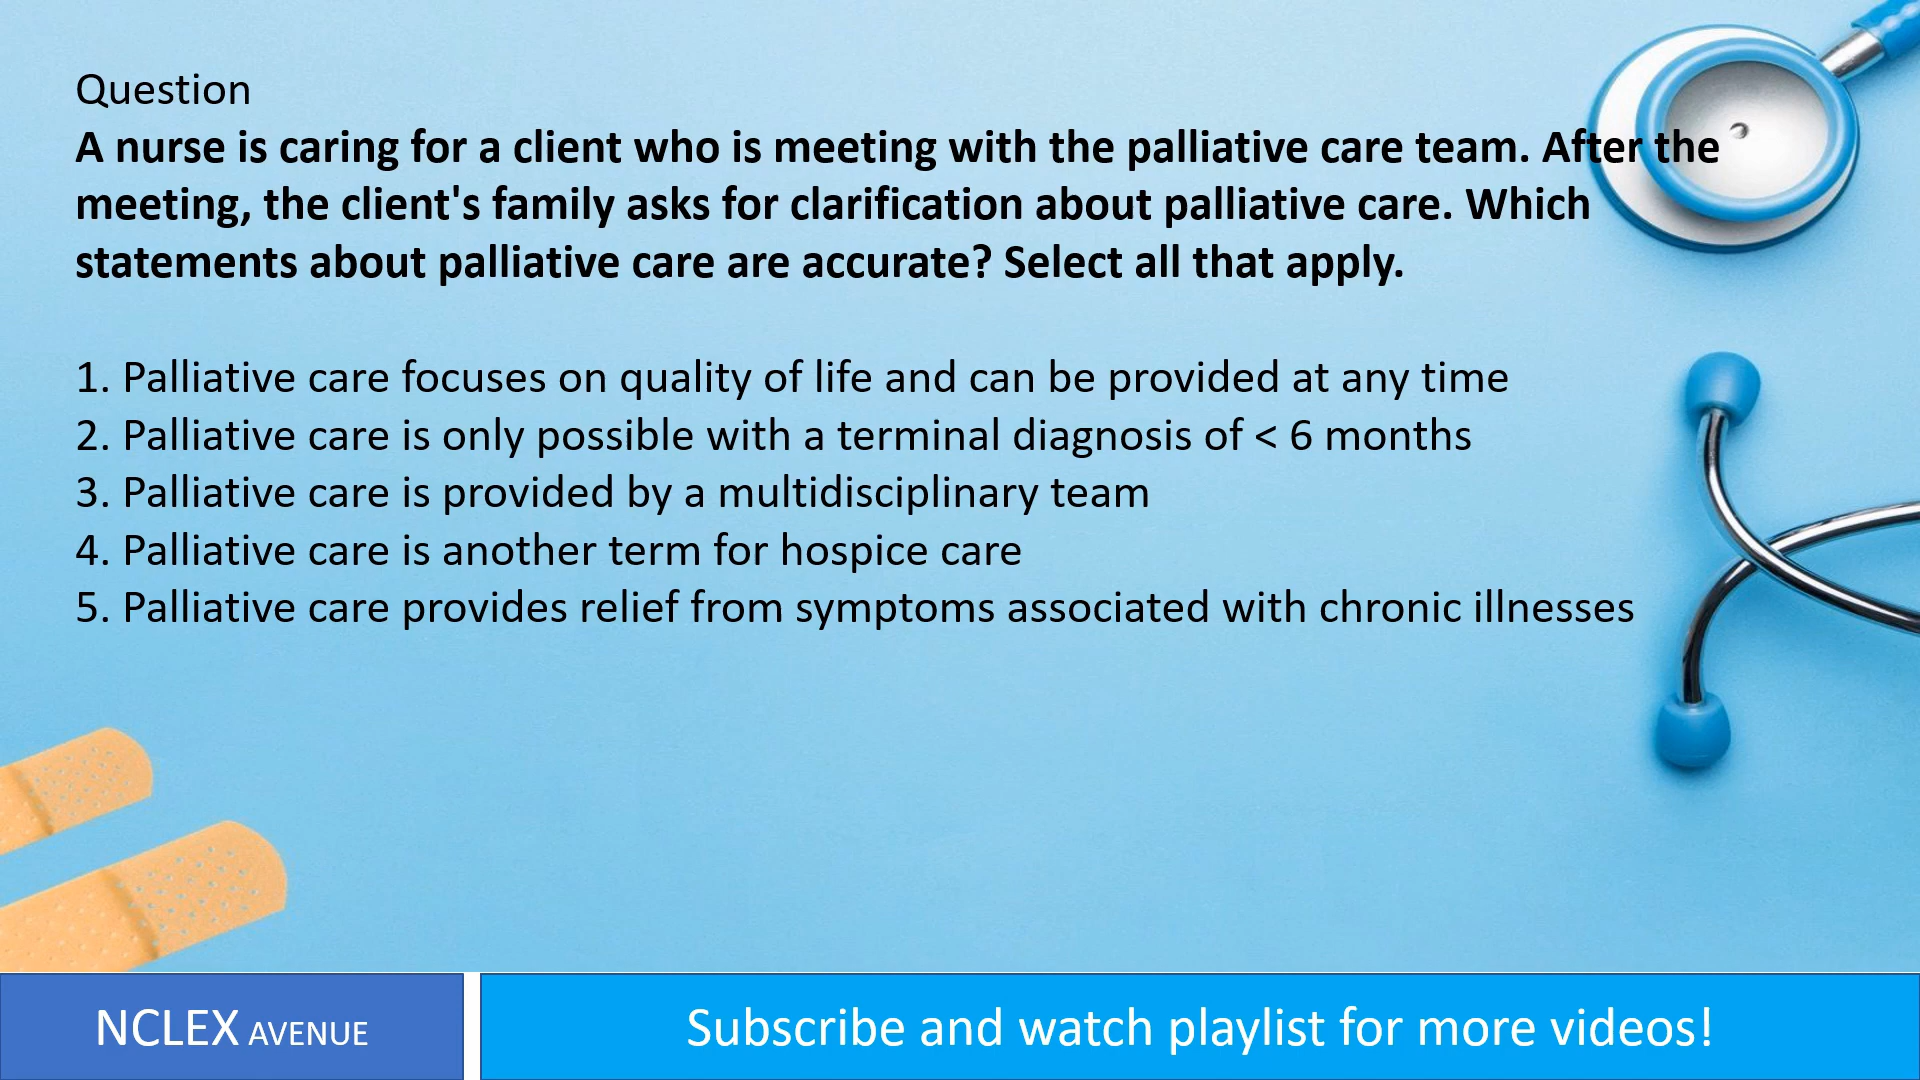 Question
A nurse is caring for a client who is meeting with the palliative care team. After the
meeting, the client's family asks for clarification about palliative care. Which
statements about palliative care are accurate? Select all that apply.
1. Palliative care focuses on quality of life and can be provided at any time
2. Palliative care is only possible with a terminal diagnosis of < 6 months
3. Palliative care is provided by a multidisciplinary team
4. Palliative care is another term for hospice care
5. Palliative care provides relief from symptoms associated with chronic illnesses
NCLEX AVENUE
Subscribe and watch playlist for more videos!